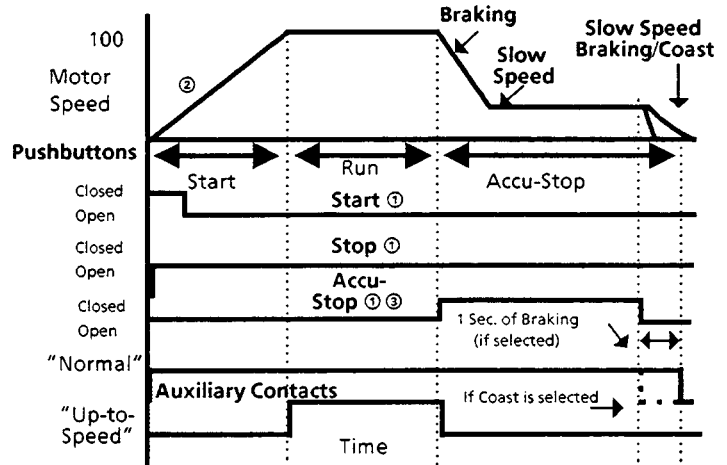 Braking
100
Slow Speed
Braking/Coast
Slow
Speed
②
Motor
Speed
Pushbuttons
Start
Run
Accu-Stop
Closed
Open
Start ①
Closed
Open
Stop ①
Accu-
Stop ① ③
Closed
Open
1 Sec. of Braking
(if selected)
"Normal"
Auxiliary Contacts
If Coast is selected
"Up-to-
Speed"
Time